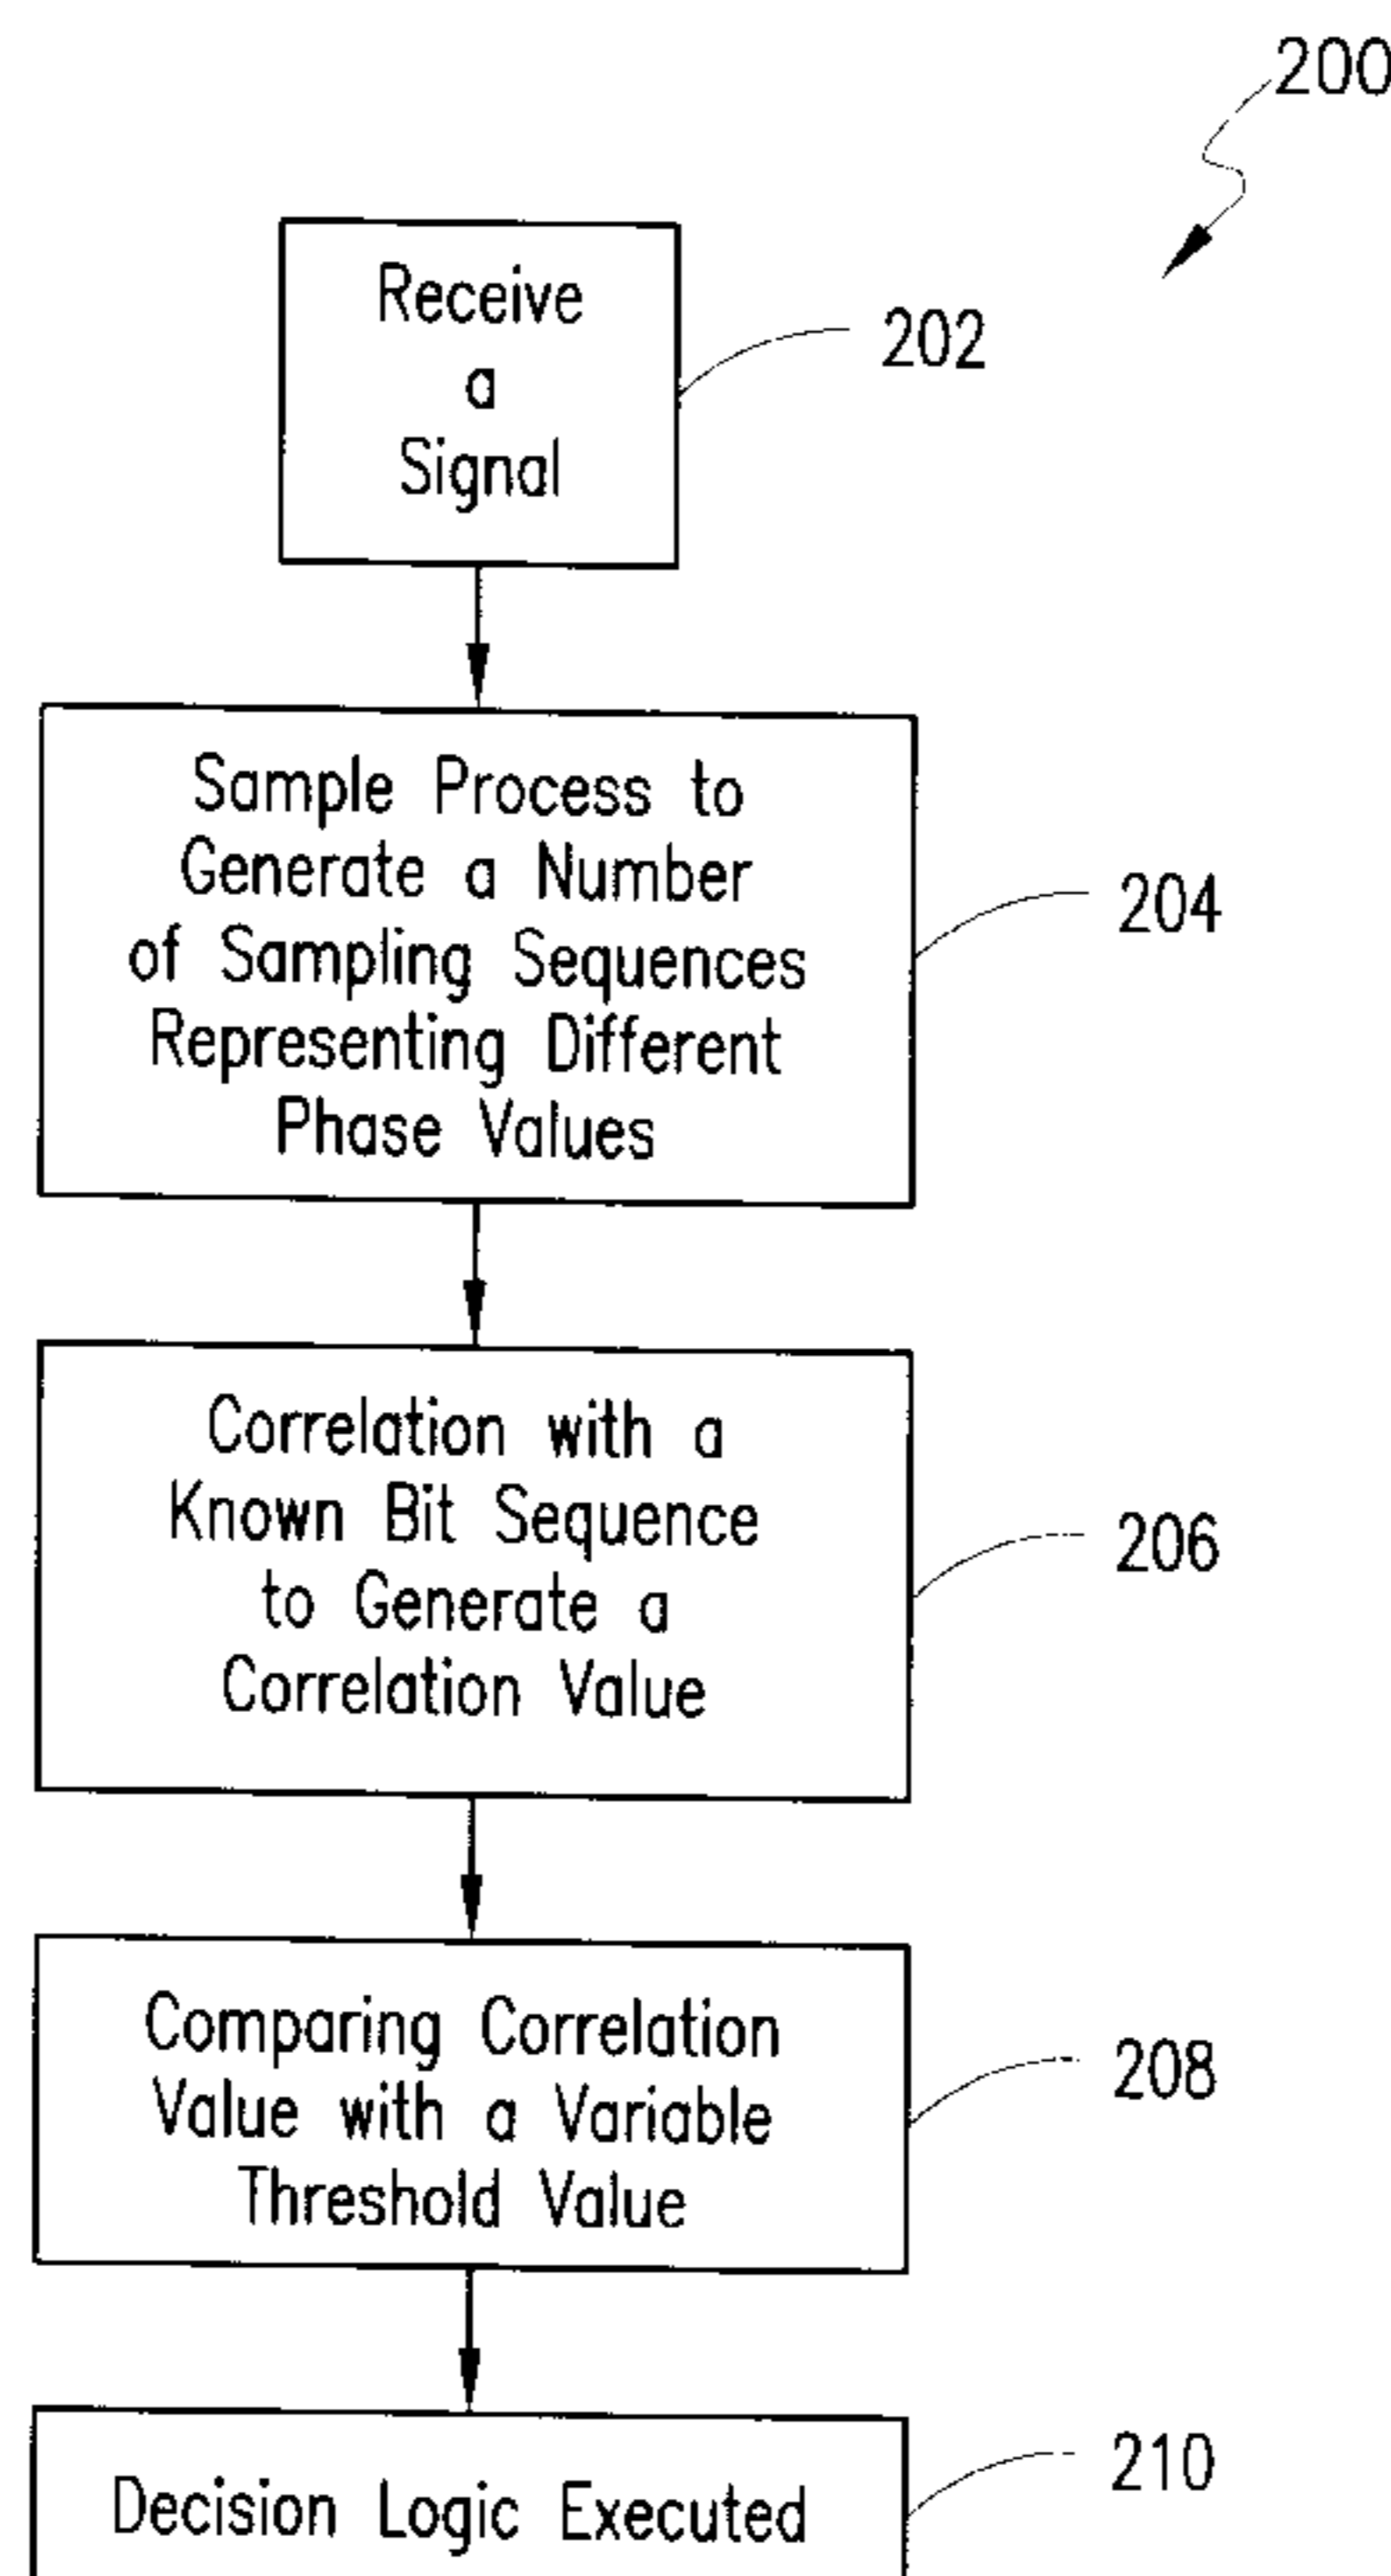 200
Receive
a
Signal
202
Sample Process to
Generate a Number
of Sampling Sequences
Representing Different
Phase Values
204
Correlation with a
Known Bit Sequence
to Generate a
Correlation Value
206
Comparing Correlation
Value with a Variable
Threshold Value
208
Decision Logic Executed
210